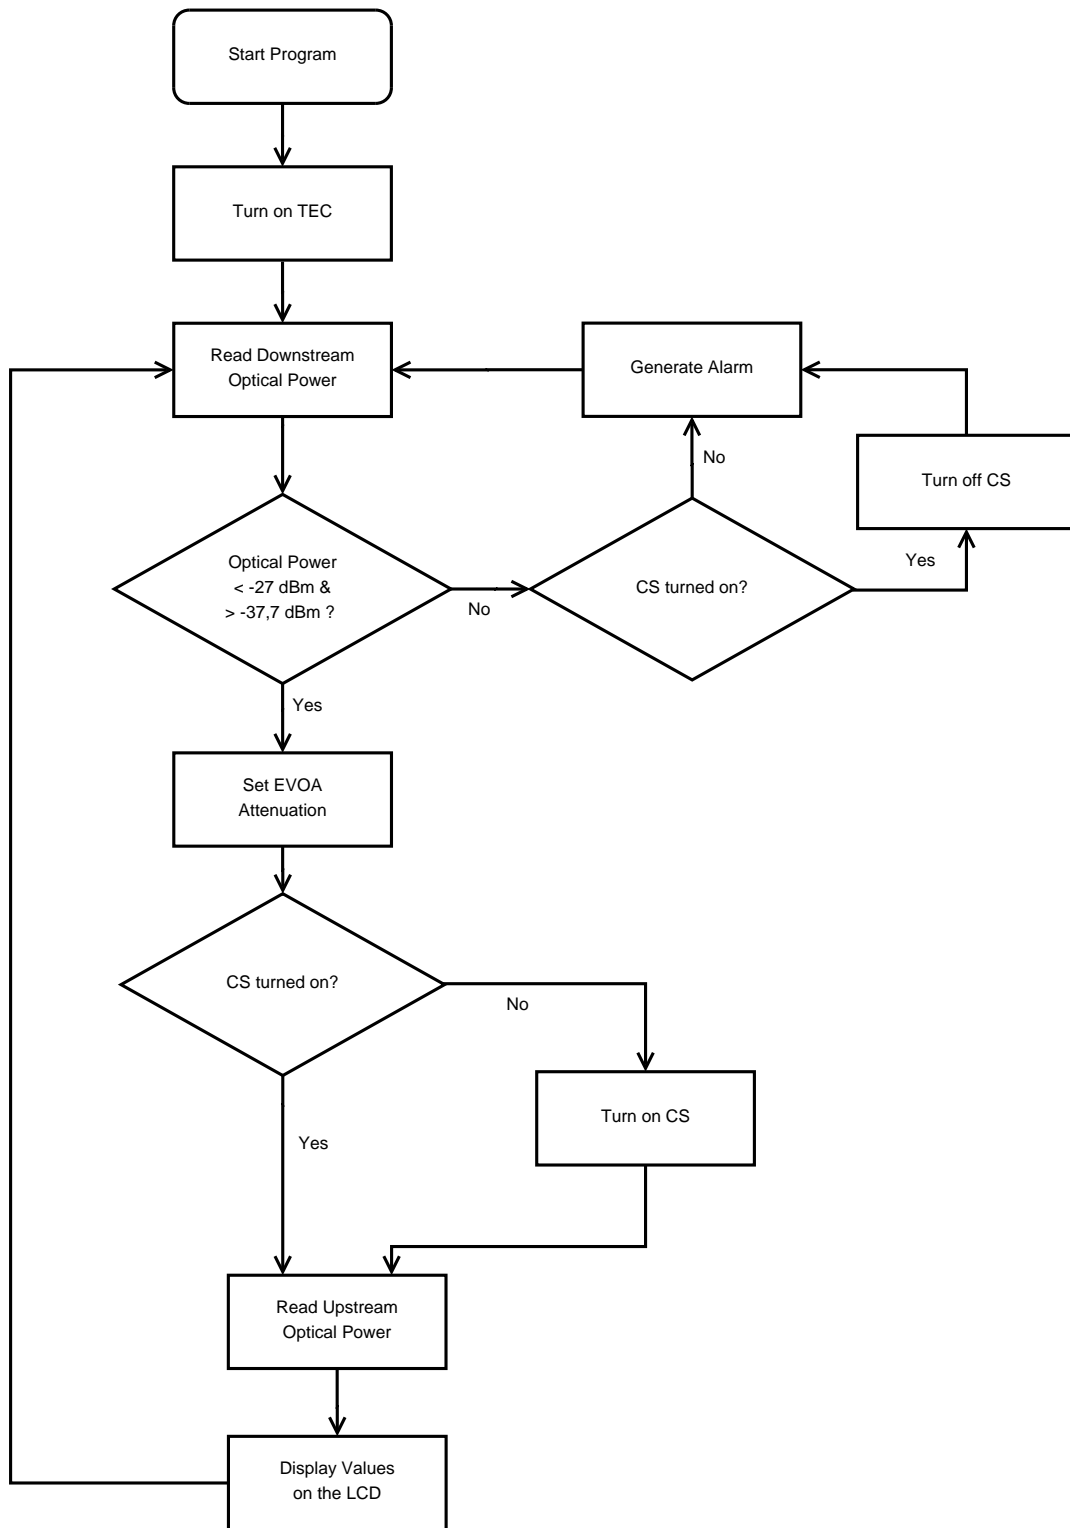 Start Program
Turn on TEC
Read Downstream
Optical Power
Generate Alarm
No
Turn off CS
Optical Power
< -27 dBm &
> -37,7 dBm ?
No
CS turned on?
Yes
Yes
Set EVOA
Attenuation
CS turned on?
No
Turn on CS
Yes
Read Upstream
Optical Power
Display Values
on the LCD